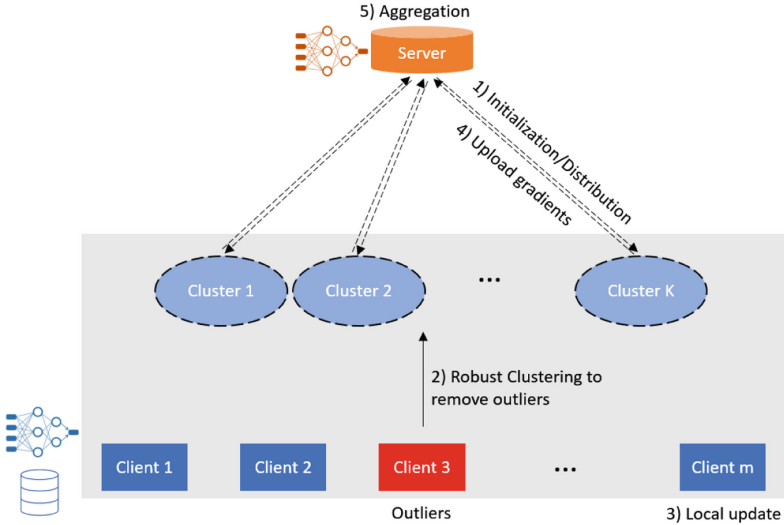 5) Aggregation
Server
1) Initialization/Distribution
4) Upload gradients
Cluster 1
Cluster 2
...
Cluster K
2) Robust Clustering to
remove outliers
Client 1
Client 2
Client 3
...
Client m
Outliers
3) Local update